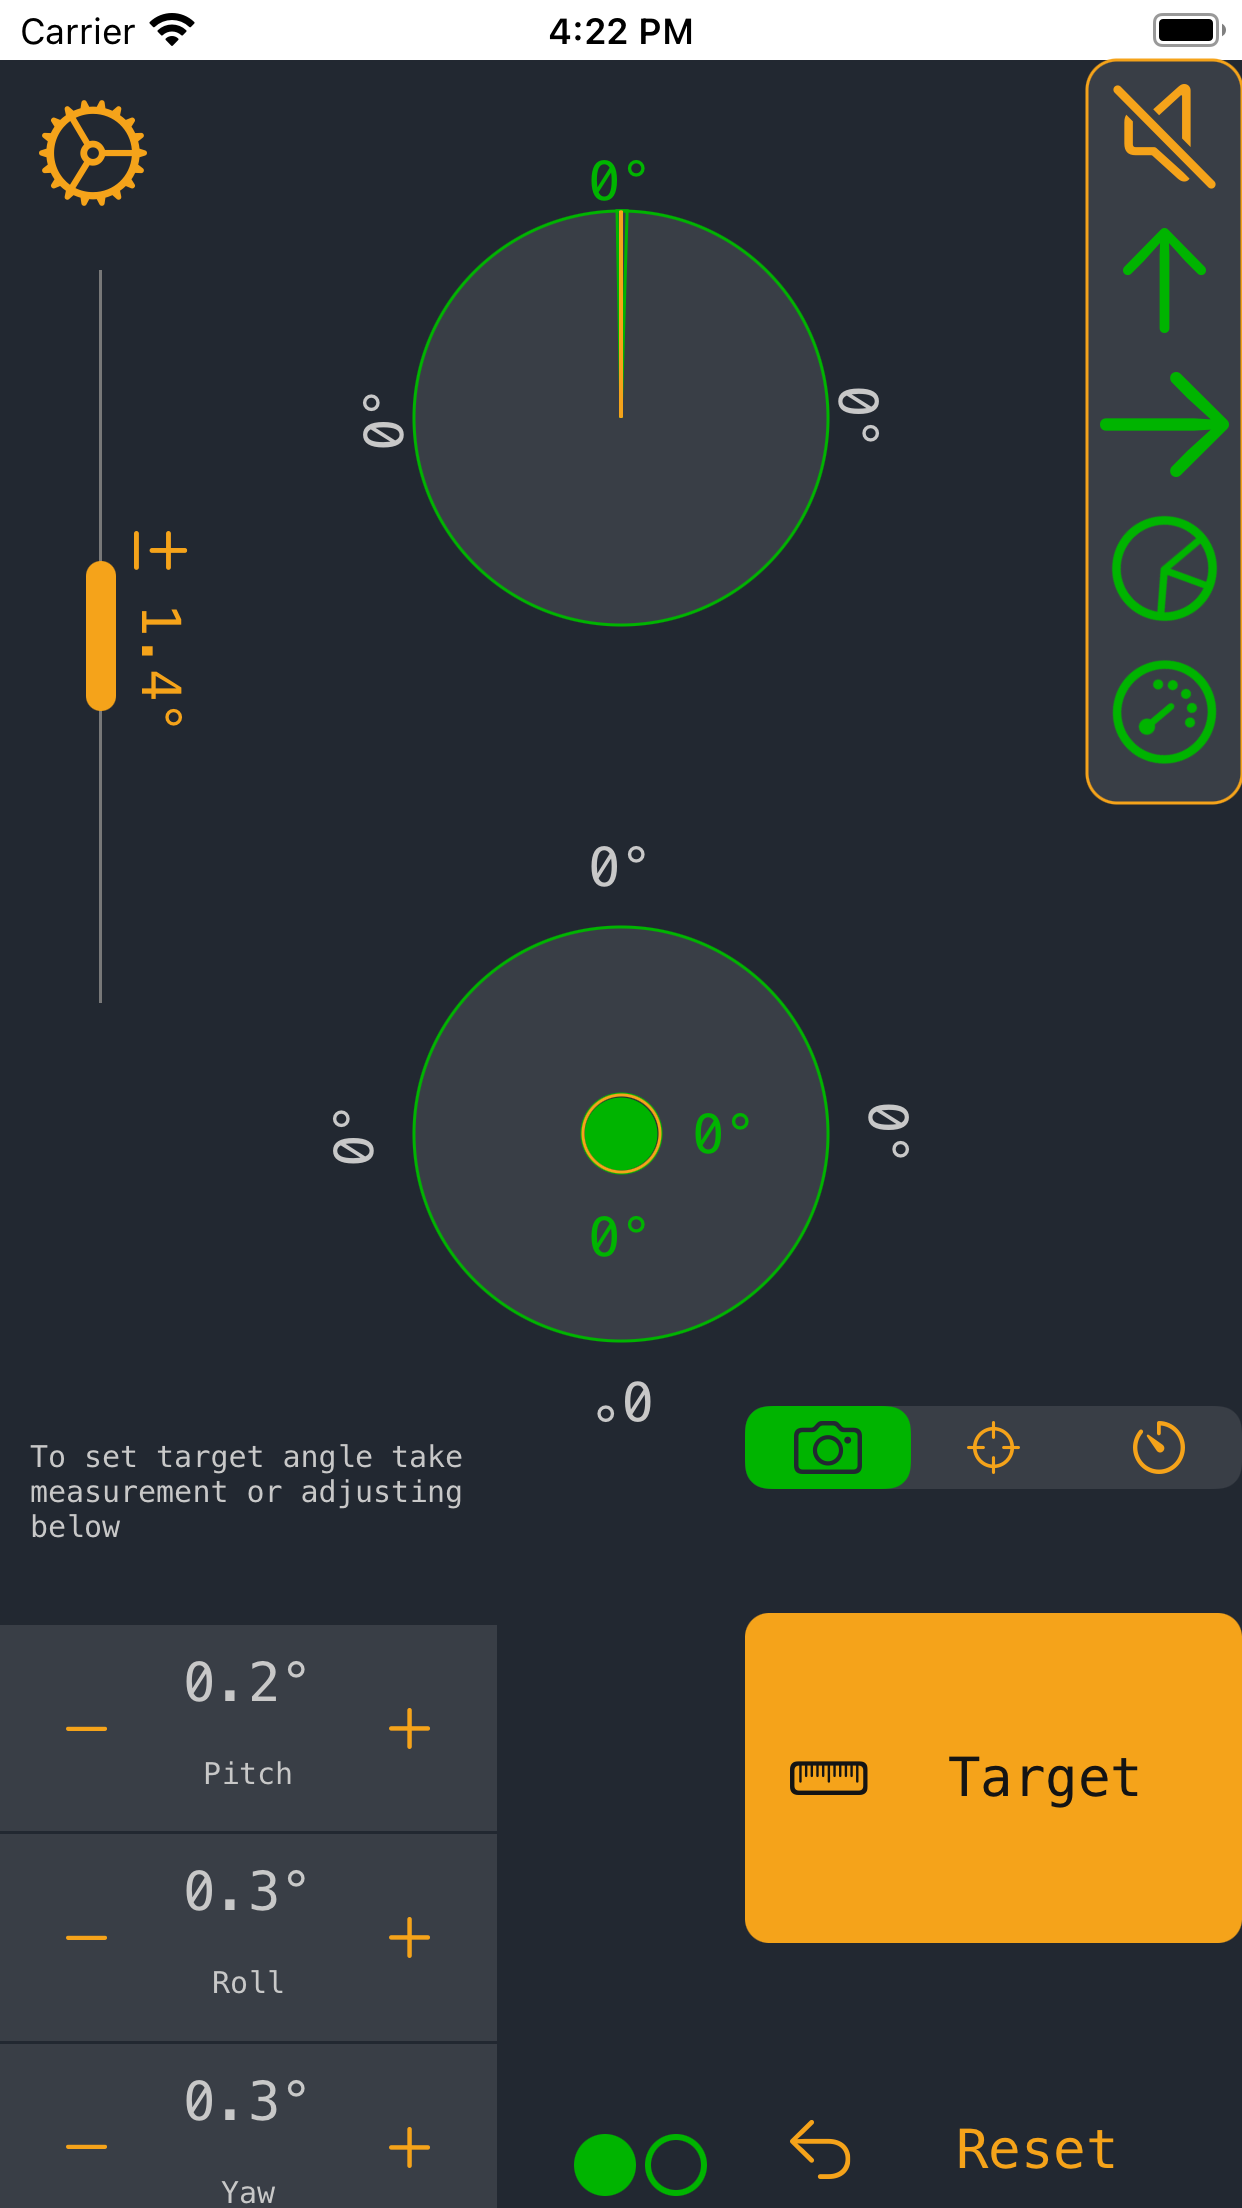 Carrier 4:22 PM
0°
0°
0°
± 1.4°
0°
0°
0°
0°
0°
0°
To set target angle take
measurement or adjusting
below
0.2°
Pitch
Target
0.3°
Roll
0.3°
Yaw
Reset